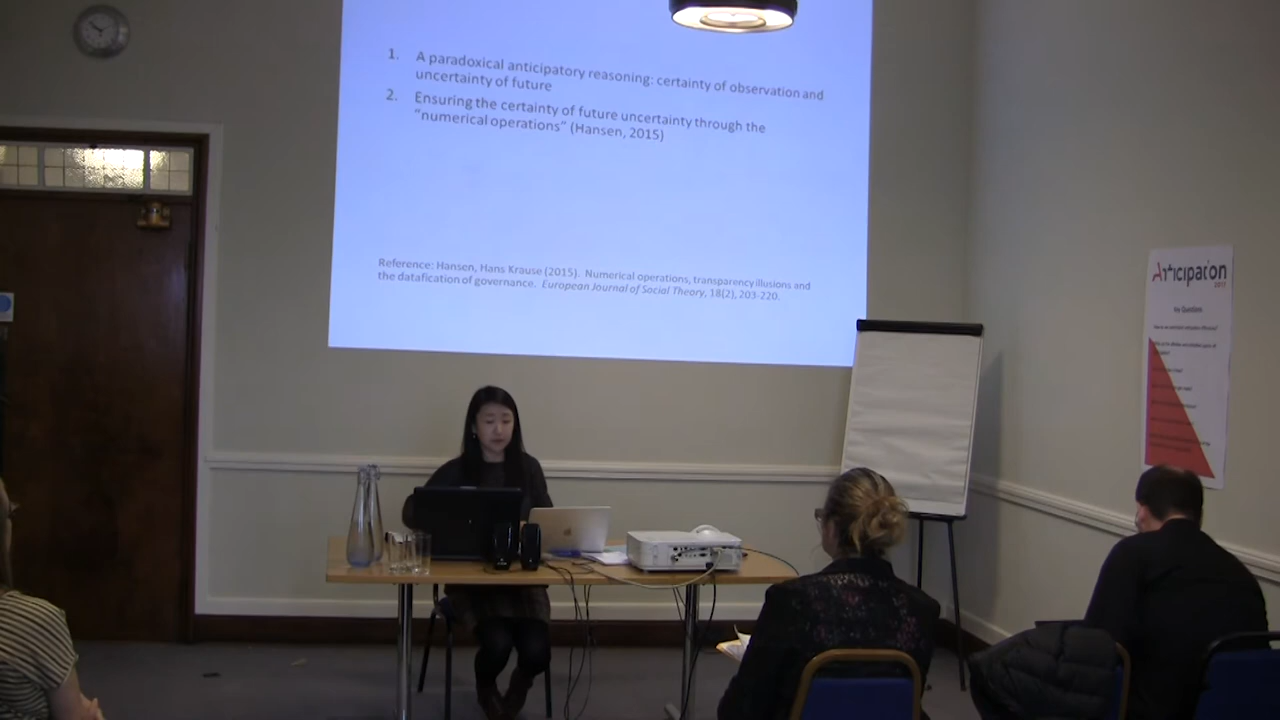 1. A paradoxical anticipatory reasoning: certainty of observation and
uncertainty of future
2. Ensuring the certainty of future uncertainty through the
"numerical operations" (Hansen, 2015)
Reference: Hansen, Hans Krause (2015). Numerical operations, transparency illusions and
the datafication of governance. European Journal of Social Theory, 18(2), 203-220.
Anticipation
2017
Key Questions